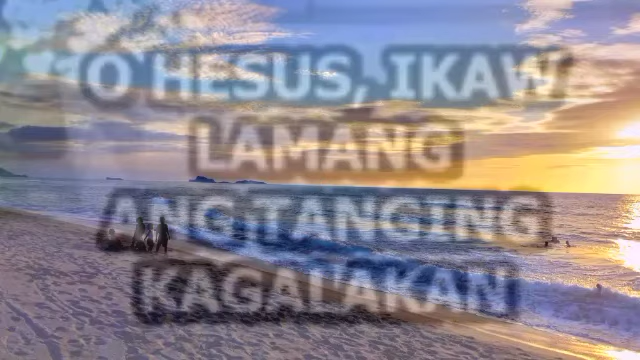 O HESUS, IKAW
LAMANG
ANG TANGING
KAGALAKAN